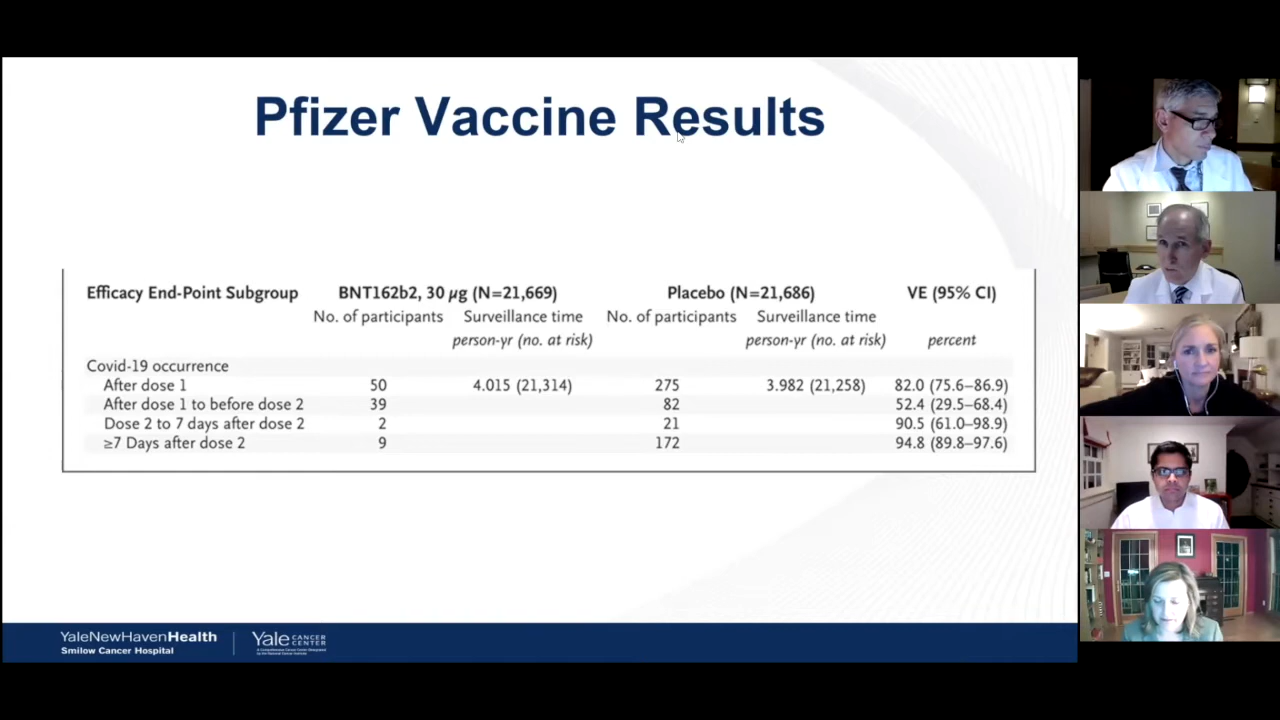 Pfizer Vaccine Results
Efficacy End-Point Subgroup BNT162b2, 30 µg (N=21,669) Placebo (N=21,686) VE (95% CI)
No. of participants Surveillance time No. of participants Surveillance time
person-yr (no. at risk) person-yr (no. at risk) percent
Covid-19 occurrence
After dose 1 50 4.015 (21,314) 275 3.982 (21,258) 82.0 (75.6–86.9)
After dose 1 to before dose 2 39 82 52.4 (29.5–68.4)
Dose 2 to 7 days after dose 2 2 21 90.5 (61.0–98.9)
≥7 Days after dose 2 9 172 94.8 (89.8–97.6)
YaleNewHavenHealth
Smilow Cancer Hospital
Yale CANCER CENTER